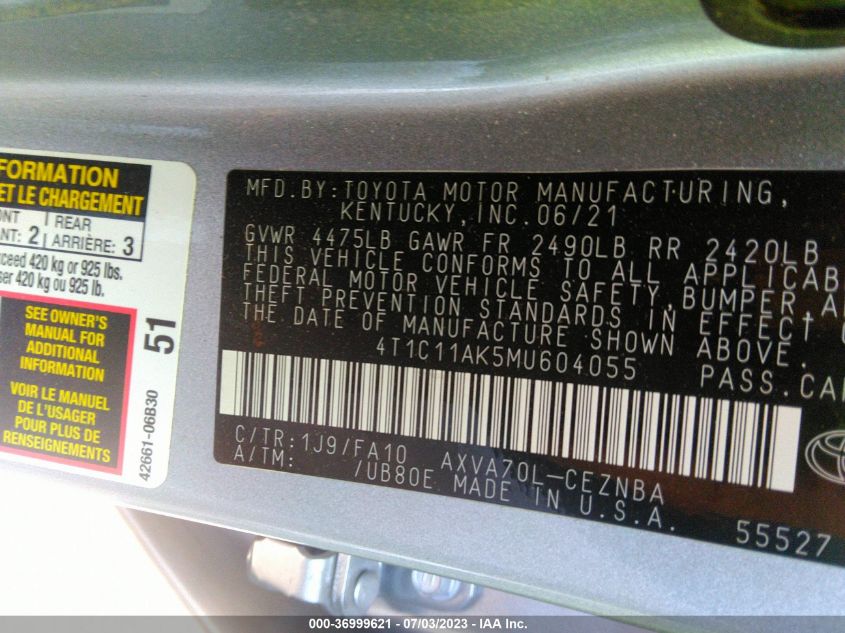 FORMATION
ET LE CHARGEMENT
REAR
2 ARRIÈRE: 3
420 kg or 925 lbs.
420 kg ou 925 lb.
SEE OWNER'S
MANUAL FOR
ADDITIONAL
INFORMATION
VOIR LE MANUEL
DE L'USAGER
POUR PLUS DE
RENSEIGNEMENTS
51
42661-06B30
MFD.BY:TOYOTA MOTOR MANUFACTURING,
KENTUCKY,INC.06/21
GVWR 4475LB GAWR FR 2490LB RR 2420LB
THIS VEHICLE CONFORMS TO ALL APPLICAB
FEDERAL MOTOR VEHICLE SAFETY,BUMPER,A
THEFT PREVENTION STANDARDS IN EFFECT
THE DATE OF MANUFACTURE SHOWN ABOVE.
4T1C11AK5MU604055 PASS.CA
C/TR:1J9/FA10 AXVA70L-CEZNBA
A/TM: /UB80E MADE IN U.S.A.
55527
000-36999621 - 07/03/2023 - IAA Inc.